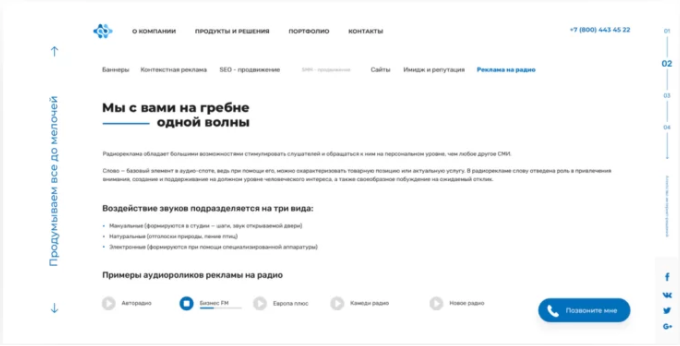 О КОМПАНИИ ПРОДУКТЫ И РЕШЕНИЯ ПОРТФОЛИО КОНТАКТЫ +7 (800) 443 45 22
Баннеры Контекстная реклама SEO - продвижение SMM - продвижение Сайты Имидж и репутация Реклама на радио
01
02
03
04
Продумываем все до мелочей
Мы с вами на гребне
одной волны
Радиореклама обладает большими возможностями стимулировать слушателей и обращаться к ним на персональном уровне, чем любое другое СМИ.
Слово — базовый элемент в аудио-споте, ведь при помощи его, можно охарактеризовать товарную позицию или актуальную услугу. В радиорекламе слову отведена роль в привлечения
внимания, создание и поддерживание на должном уровне человеческого интереса, а также своеобразное побуждение на ожидаемый отклик.
Воздействие звуков подразделяется на три вида:
Мануальные (формируются в студии — шаги, звук открываемой двери)
Натуральные (отголоски природы, пение птиц)
Электронные (формируются при помощи специализированной аппаратуры)
Примеры аудиороликов рекламы на радио
Авторадио Бизнес FM Европа плюс Камеди радио Новое радио
Позвоните мне